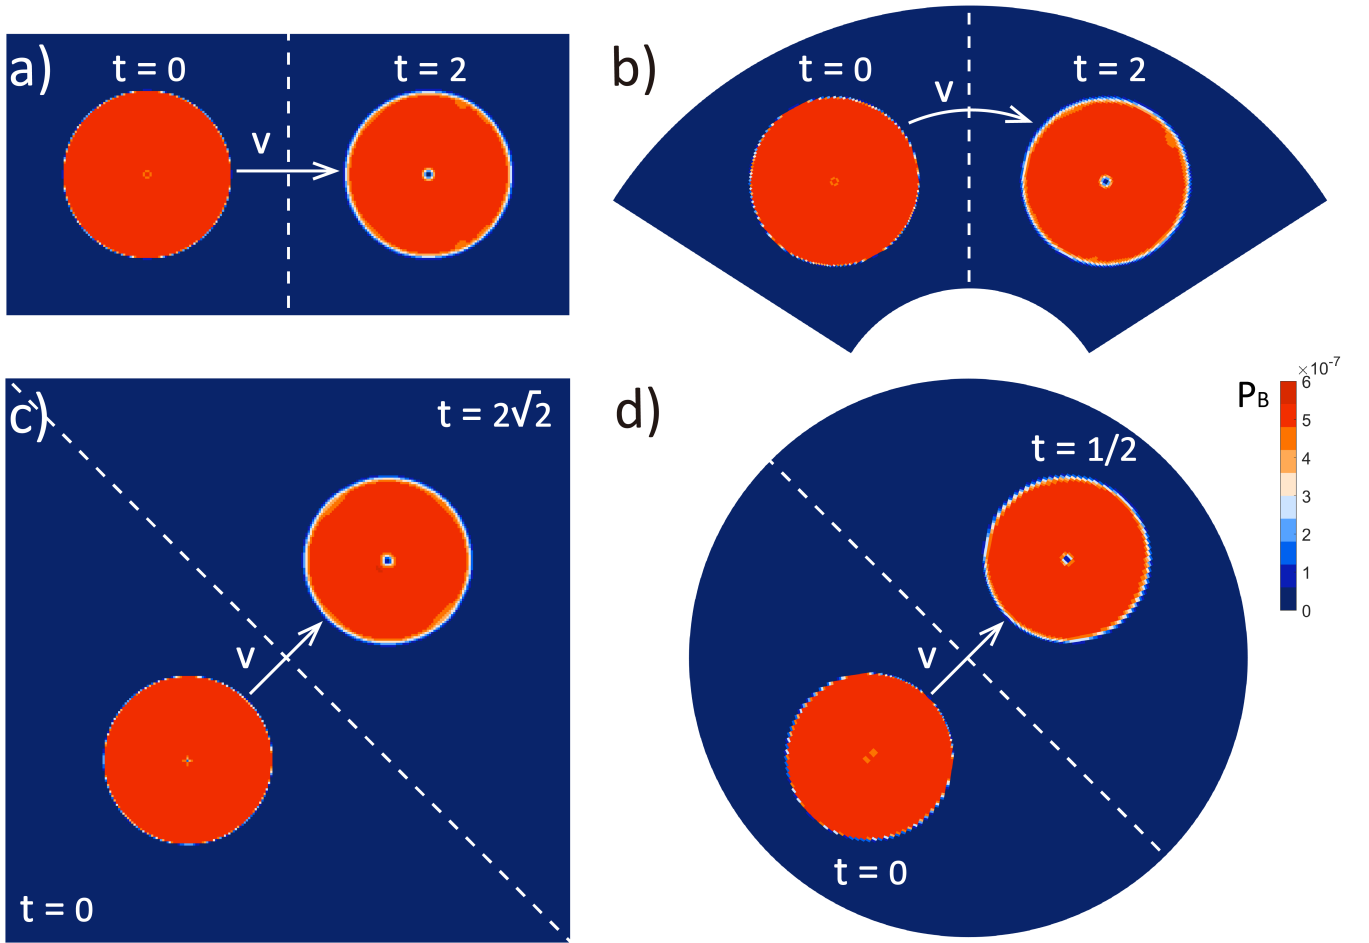 a)
t = 0
t = 2
v
b)
t = 0
t = 2
v
c)
t = 2√2
v
t = 0
d)
t = 1/2
v
t = 0
P_B
×10⁻⁷
6
5
4
3
2
1
0